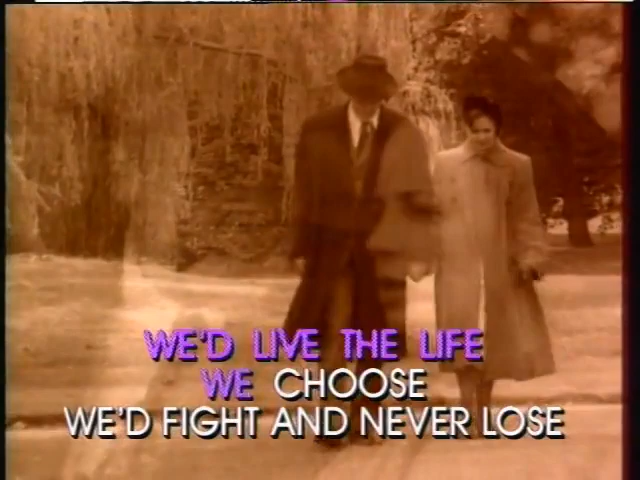 WE'D LIVE THE LIFE
WE CHOOSE
WE'D FIGHT AND NEVER LOSE